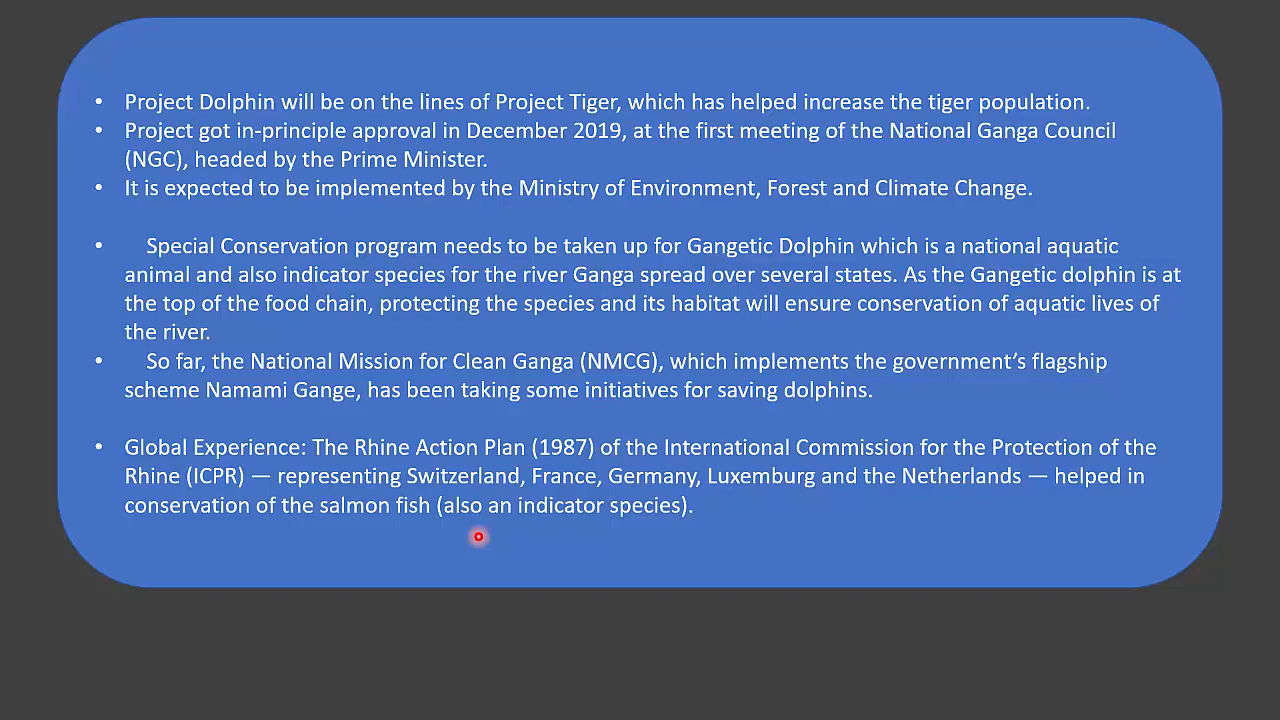 • Project Dolphin will be on the lines of Project Tiger, which has helped increase the tiger population.
• Project got in-principle approval in December 2019, at the first meeting of the National Ganga Council
(NGC), headed by the Prime Minister.
• It is expected to be implemented by the Ministry of Environment, Forest and Climate Change.
• Special Conservation program needs to be taken up for Gangetic Dolphin which is a national aquatic
animal and also indicator species for the river Ganga spread over several states. As the Gangetic dolphin is at
the top of the food chain, protecting the species and its habitat will ensure conservation of aquatic lives of
the river.
• So far, the National Mission for Clean Ganga (NMCG), which implements the government’s flagship
scheme Namami Gange, has been taking some initiatives for saving dolphins.
• Global Experience: The Rhine Action Plan (1987) of the International Commission for the Protection of the
Rhine (ICPR) — representing Switzerland, France, Germany, Luxemburg and the Netherlands — helped in
conservation of the salmon fish (also an indicator species).